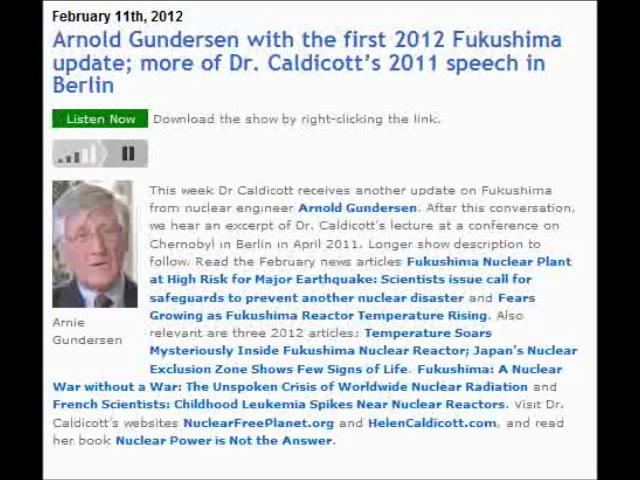 February 11th, 2012
Arnold Gundersen with the first 2012 Fukushima
update; more of Dr. Caldicott's 2011 speech in
Berlin
Listen Now Download the show by right-clicking the link.
This week Dr Caldicott receives another update on Fukushima
from nuclear engineer Arnold Gundersen. After this conversation,
we hear an excerpt of Dr. Caldicott's lecture at a conference on
Chernobyl in Berlin in April 2011. Longer show description to
follow. Read the February news articles Fukushima Nuclear Plant
at High Risk for Major Earthquake: Scientists issue call for
safeguards to prevent another nuclear disaster and Fears
Growing as Fukushima Reactor Temperature Rising. Also
relevant are three 2012 articles: Temperature Soars
Mysteriously Inside Fukushima Nuclear Reactor; Japan's Nuclear
Exclusion Zone Shows Few Signs of Life. Fukushima: A Nuclear
War without a War: The Unspoken Crisis of Worldwide Nuclear Radiation and
French Scientists: Childhood Leukemia Spikes Near Nuclear Reactors. Visit Dr.
Caldicott's websites NuclearFreePlanet.org and HelenCaldicott.com, and read
her book Nuclear Power is Not the Answer.
Arnie
Gundersen